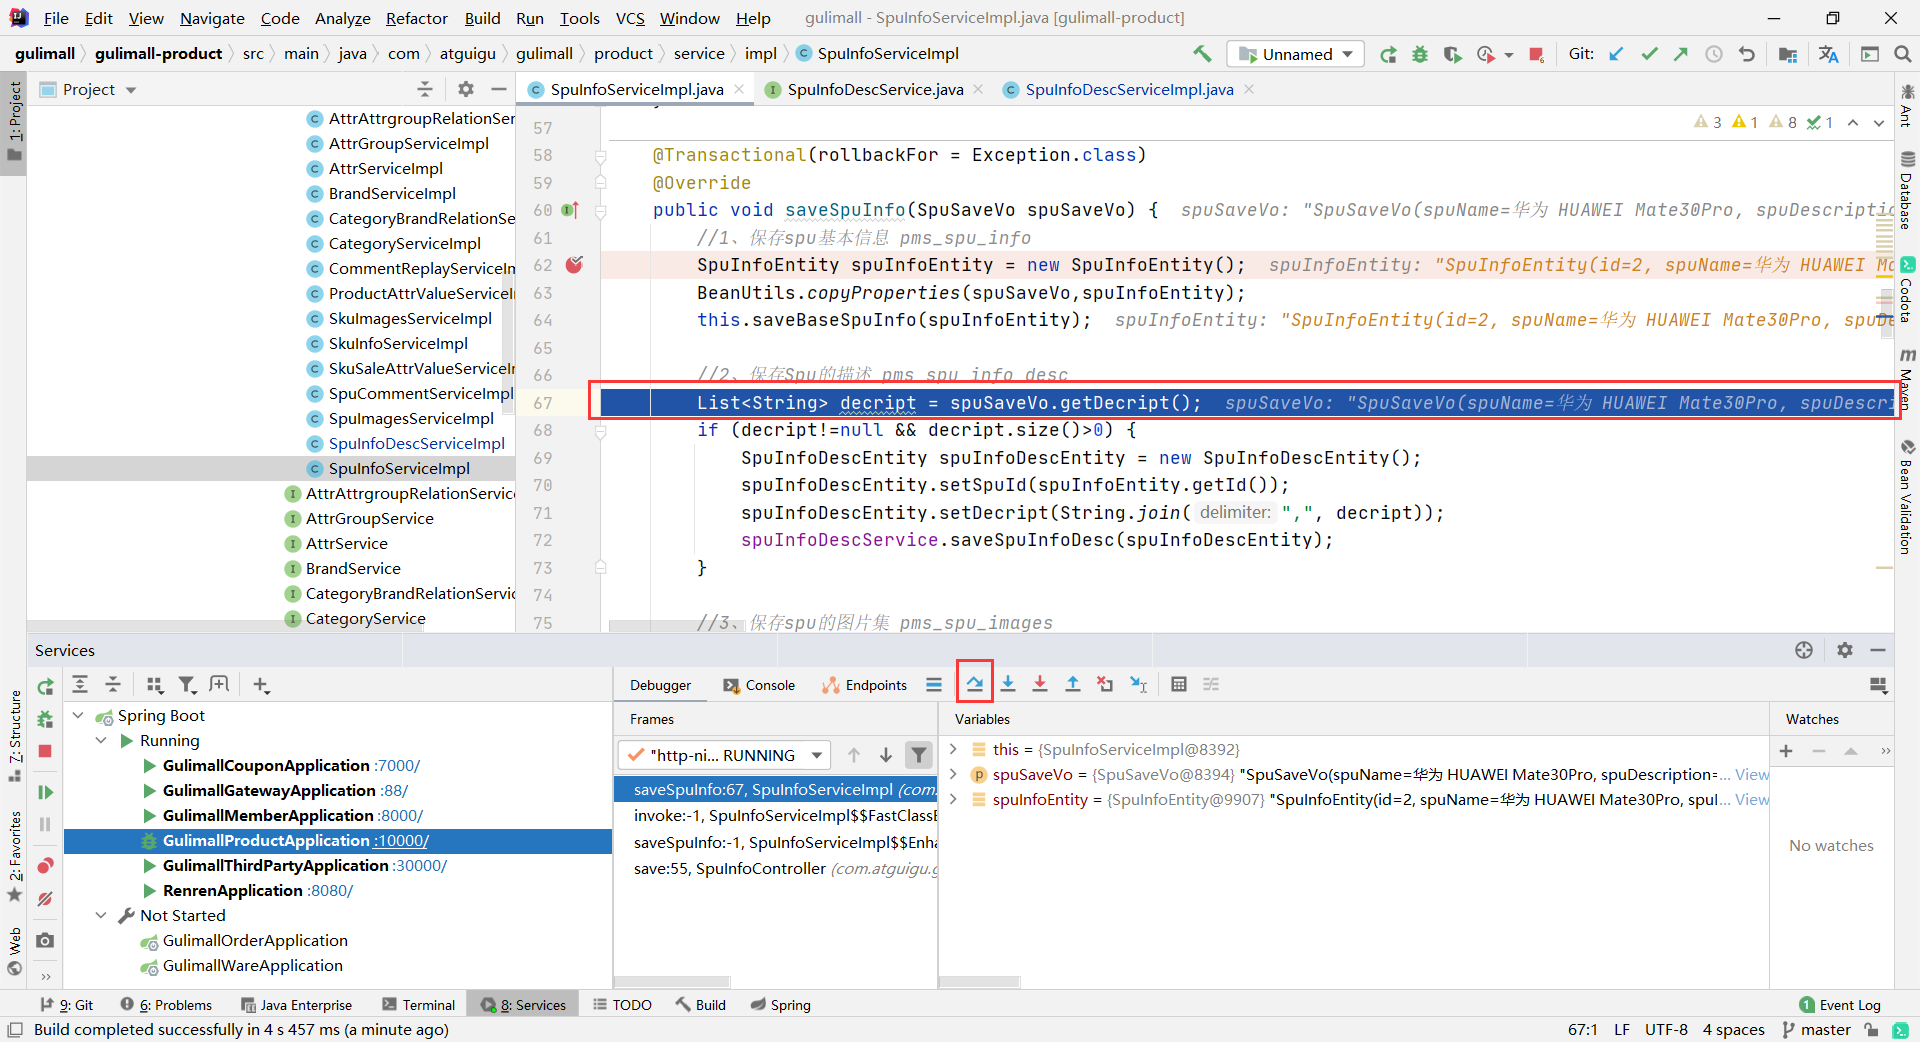 File Edit View Navigate Code Analyze Refactor Build Run Tools VCS Window Help gulimall - SpuInfoServiceImpl.java [gulimall-product]
gulimall gulimall-product src main java com atguigu gulimall product service impl SpuInfoServiceImpl Unnamed Git:
Project
SpuInfoServiceImpl.java SpuInfoDescService.java SpuInfoDescServiceImpl.java
1: Project
AttrAttrgroupRelationSer
AttrGroupServiceImpl
AttrServiceImpl
BrandServiceImpl
CategoryBrandRelationSe
CategoryServiceImpl
CommentReplayServiceIm
ProductAttrValueServiceI
SkuImagesServiceImpl
SkuInfoServiceImpl
SkuSaleAttrValueServiceIr
SpuCommentServiceImpl
SpuImagesServiceImpl
SpuInfoDescServiceImpl
SpuInfoServiceImpl
AttrAttrgroupRelationService
AttrGroupService
AttrService
BrandService
CategoryBrandRelationServic
CategoryService
3 1 8 1
57
58 @Transactional(rollbackFor = Exception.class)
59 @Override
60 public void saveSpuInfo(SpuSaveVo spuSaveVo) { spuSaveVo: "SpuSaveVo(spuName=华为 HUAWEI Mate30Pro, spuDescriptio
61 //1、保存spu基本信息 pms_spu_info
62 SpuInfoEntity spuInfoEntity = new SpuInfoEntity(); spuInfoEntity: "SpuInfoEntity(id=2, spuName=华为 HUAWEI Ma
63 BeanUtils.copyProperties(spuSaveVo,spuInfoEntity);
64 this.saveBaseSpuInfo(spuInfoEntity); spuInfoEntity: "SpuInfoEntity(id=2, spuName=华为 HUAWEI Mate30Pro, spuDe
65
66 //2、保存Spu的描述 pms_spu_info_desc
67 List<String> decript = spuSaveVo.getDecript(); spuSaveVo: "SpuSaveVo(spuName=华为 HUAWEI Mate30Pro, spuDescri
68 if (decript!=null && decript.size()>0) {
69 SpuInfoDescEntity spuInfoDescEntity = new SpuInfoDescEntity();
70 spuInfoDescEntity.setSpuId(spuInfoEntity.getId());
71 spuInfoDescEntity.setDecript(String.join( delimiter: ",", decript));
72 spuInfoDescService.saveSpuInfoDesc(spuInfoDescEntity);
73 }
74
75 //3、保存spu的图片集 pms_spu_images
Ant
Database
Codota
Maven
Bean Validation
Services
7: Structure
2: Favorites
Web
Spring Boot
Running
GulimallCouponApplication :7000/
GulimallGatewayApplication :88/
GulimallMemberApplication :8000/
GulimallProductApplication :10000/
GulimallThirdPartyApplication :30000/
RenrenApplication :8080/
Not Started
GulimallOrderApplication
GulimallWareApplication
Debugger Console Endpoints
Frames
"http-ni... RUNNING
saveSpuInfo:67, SpuInfoServiceImpl (com.
invoke:-1, SpuInfoServiceImpl$$FastClassE
saveSpuInfo:-1, SpuInfoServiceImpl$$Enha
save:55, SpuInfoController (com.atguigu.g
Variables
this = {SpuInfoServiceImpl@8392}
spuSaveVo = {SpuSaveVo@8394} "SpuSaveVo(spuName=华为 HUAWEI Mate30Pro, spuDescription=... View
spuInfoEntity = {SpuInfoEntity@9907} "SpuInfoEntity(id=2, spuName=华为 HUAWEI Mate30Pro, spuI... View
Watches
No watches
9: Git 6: Problems Java Enterprise Terminal 8: Services TODO Build Spring 1 Event Log
Build completed successfully in 4 s 457 ms (a minute ago) 67:1 LF UTF-8 4 spaces master